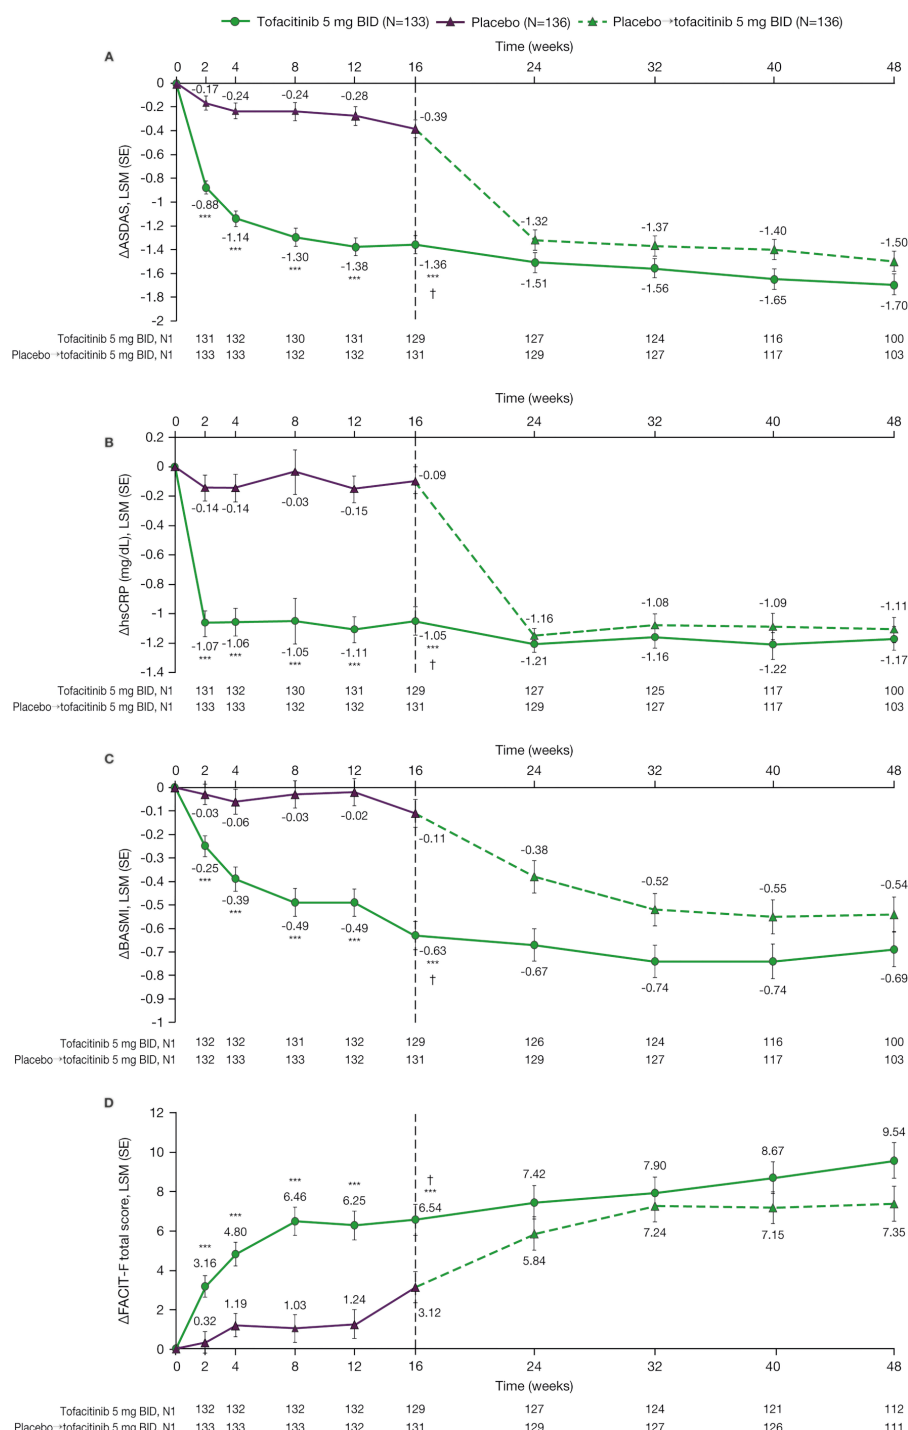 Tofacitinib 5 mg BID (N=133) Placebo (N=136) Placebo→tofacitinib 5 mg BID (N=136)
A
Time (weeks)
0 2 4 8 12 16 24 32 40 48
ΔASDAS, LSM (SE)
0
-0.2
-0.4
-0.6
-0.8
-1
-1.2
-1.4
-1.6
-1.8
-2
-0.17 -0.24 -0.24 -0.28 -0.39
-1.32 -1.37 -1.40 -1.50
-0.88 -1.14 -1.30 -1.38 -1.36 -1.51 -1.56 -1.65 -1.70
*** *** *** *** ***
†
Tofacitinib 5 mg BID, N1 131 132 130 131 129 127 124 116 100
Placebo→tofacitinib 5 mg BID, N1 133 133 132 132 131 129 127 117 103
B
Time (weeks)
0 2 4 8 12 16 24 32 40 48
ΔhsCRP (mg/dL), LSM (SE)
0.2
0
-0.2
-0.4
-0.6
-0.8
-1
-1.2
-1.4
-0.14 -0.14 -0.03 -0.15 -0.09
-1.16 -1.08 -1.09 -1.11
-1.07 -1.06 -1.05 -1.11 -1.05 -1.21 -1.16 -1.22 -1.17
*** *** *** *** ***
†
Tofacitinib 5 mg BID, N1 131 132 130 131 129 127 125 117 100
Placebo→tofacitinib 5 mg BID, N1 133 133 132 132 131 129 127 117 103
C
Time (weeks)
0 2 4 8 12 16 24 32 40 48
ΔBASMI, LSM (SE)
0
-0.1
-0.2
-0.3
-0.4
-0.5
-0.6
-0.7
-0.8
-0.9
-1
-0.03 -0.06 -0.03 -0.02 -0.11
-0.38 -0.52 -0.55 -0.54
-0.25 -0.39 -0.49 -0.49 -0.63 -0.67 -0.74 -0.74 -0.69
*** *** *** *** ***
†
Tofacitinib 5 mg BID, N1 132 132 131 132 129 126 124 116 100
Placebo→tofacitinib 5 mg BID, N1 132 133 133 132 131 129 127 117 103
D
ΔFACIT-F total score, LSM (SE)
12
10
8
6
4
2
0
†
*** *** *** *** ***
3.16 4.80 6.46 6.25 6.54 7.42 7.90 8.67 9.54
0.32 1.19 1.03 1.24 3.12
5.84 7.24 7.15 7.35
0 2 4 8 12 16 24 32 40 48
Time (weeks)
Tofacitinib 5 mg BID, N1 132 132 132 132 129 127 124 121 112
Placebo→tofacitinib 5 mg BID, N1 133 133 133 132 131 129 127 126 111